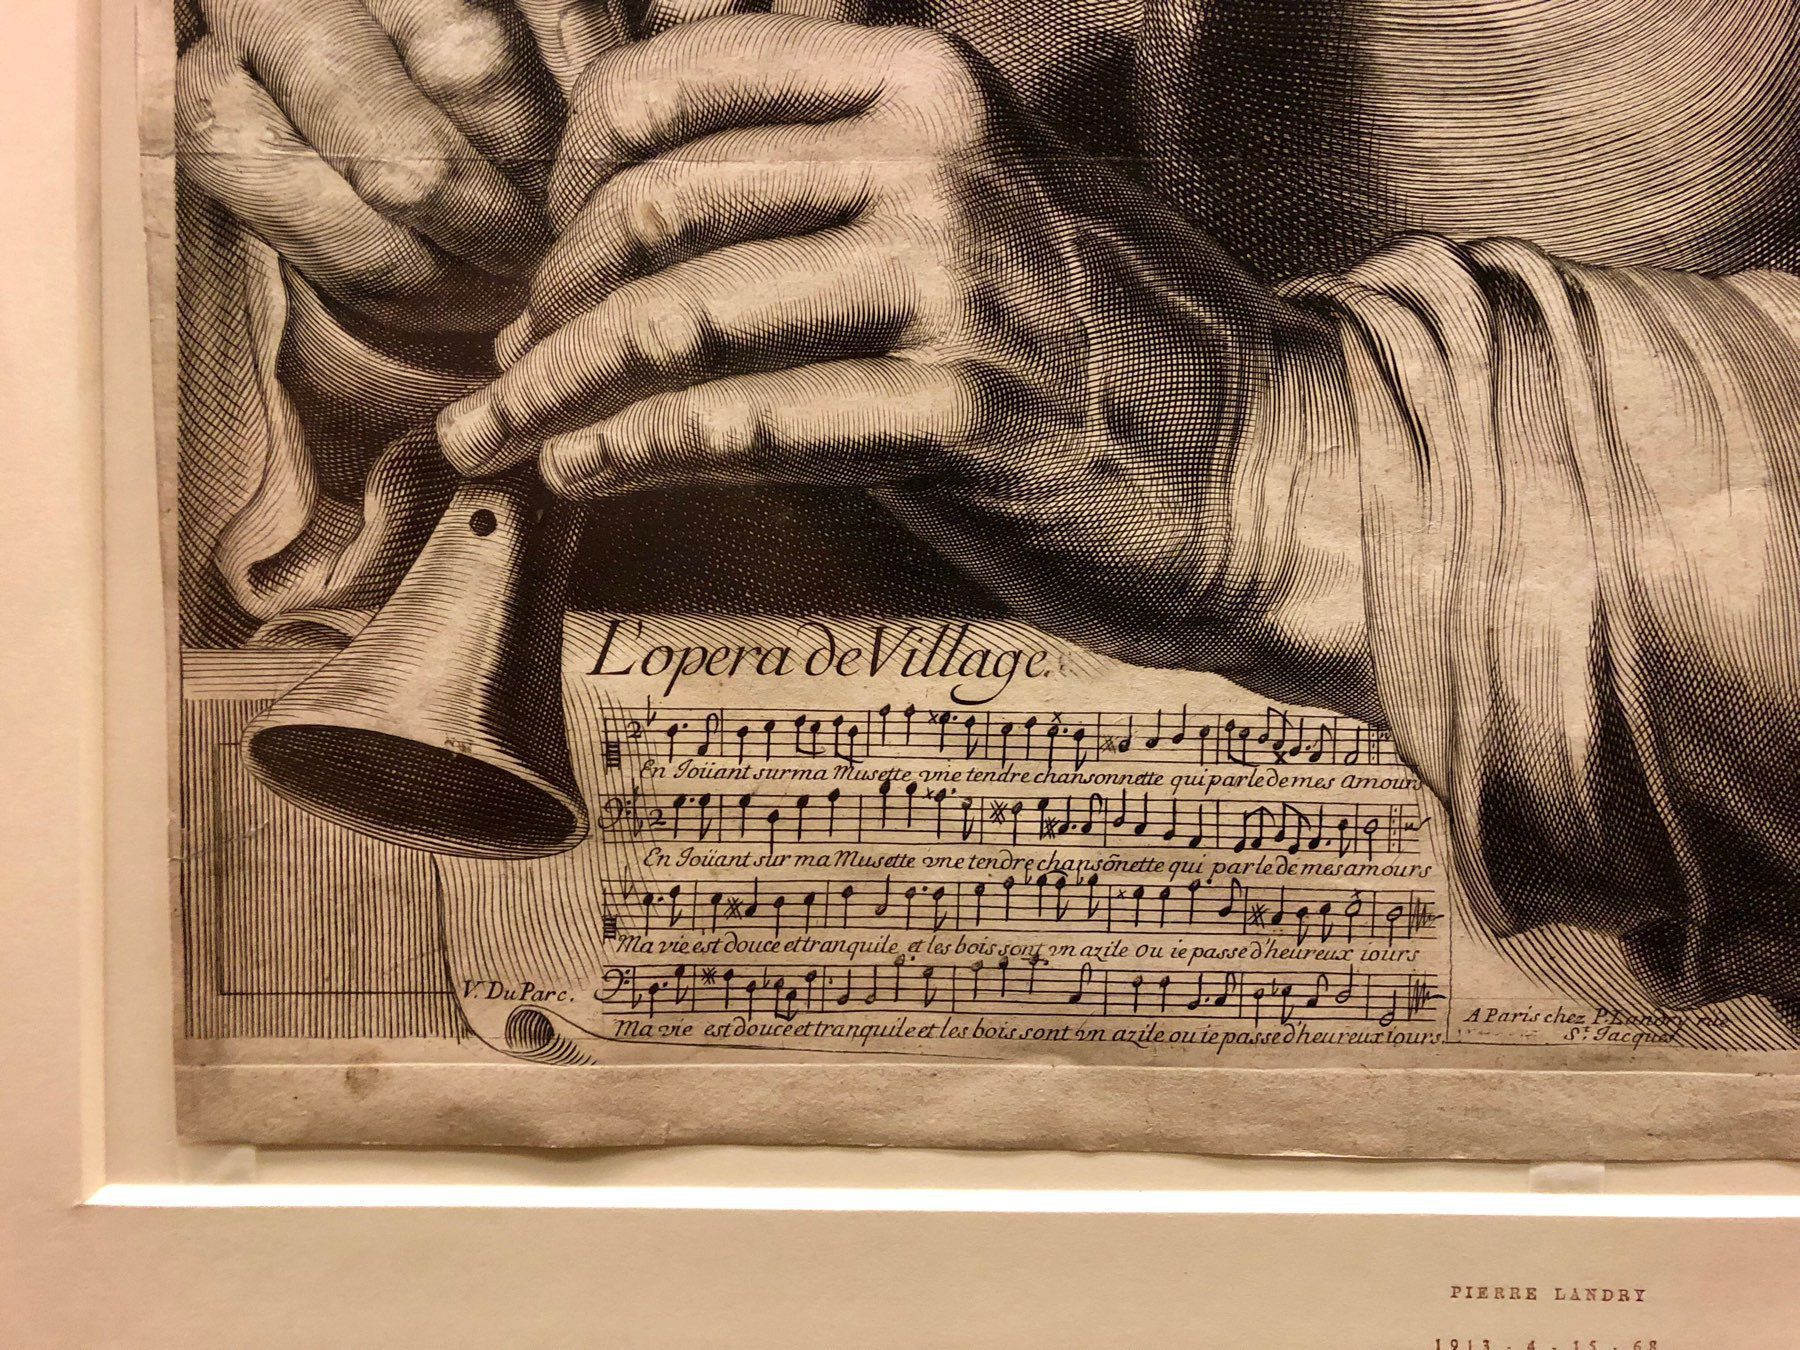 L'opera de Village.
2
En Joüant sur ma Musette vne tendre chansonnette qui parle de mes amours
2
En Joüant sur ma Musette vne tendre chansõnette qui parle de mes amours
Ma vie est douce et tranquile et les bois sont vn azile ou ie passe d'heureux iours
V. Du Parc.
Ma vie est douce et tranquile et les bois sont vn azile ou ie passe d'heureux iours
A Paris chez P. Landry rüe
St. Jacques
PIERRE LANDRY
1913 . 4 . 15 . 68